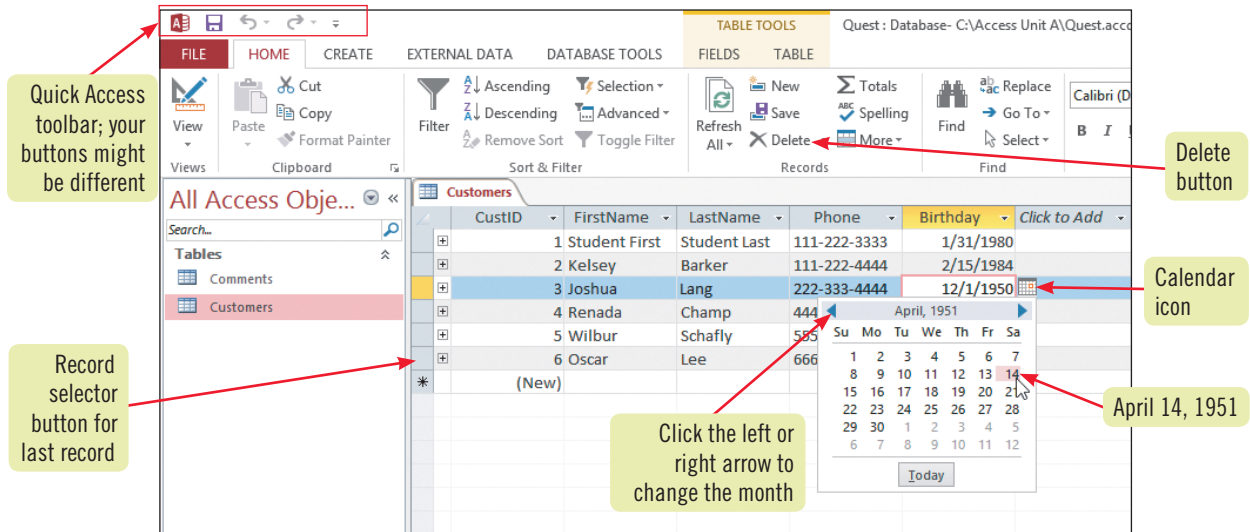 TABLE TOOLS
Quest : Database- C:\Access Unit A\Quest.accd
FILE HOME CREATE EXTERNAL DATA DATABASE TOOLS FIELDS TABLE
Quick Access
toolbar; your
buttons might
be different
View
Paste
Cut
Copy
Format Painter
Filter
Ascending
Descending
Remove Sort
Selection
Advanced
Toggle Filter
Refresh
All
New
Save
Delete
Totals
Spelling
More
Find
Replace
Go To
Select
Calibri (D
B I
Views Clipboard Sort & Filter Records Find
Delete
button
All Access Obje...
Search...
Tables
Comments
Customers
Customers
CustID FirstName LastName Phone Birthday Click to Add
1 Student First Student Last 111-222-3333 1/31/1980
2 Kelsey Barker 111-222-4444 2/15/1984
3 Joshua Lang 222-333-4444 12/1/1950
4 Renada Champ 444
5 Wilbur Schafly 555
6 Oscar Lee 666
* (New)
April, 1951
Su Mo Tu We Th Fr Sa
1 2 3 4 5 6 7
8 9 10 11 12 13 14
15 16 17 18 19 20 21
22 23 24 25 26 27 28
29 30 1 2 3 4 5
6 7 8 9 10 11 12
Today
Calendar
icon
April 14, 1951
Record
selector
button for
last record
Click the left or
right arrow to
change the month